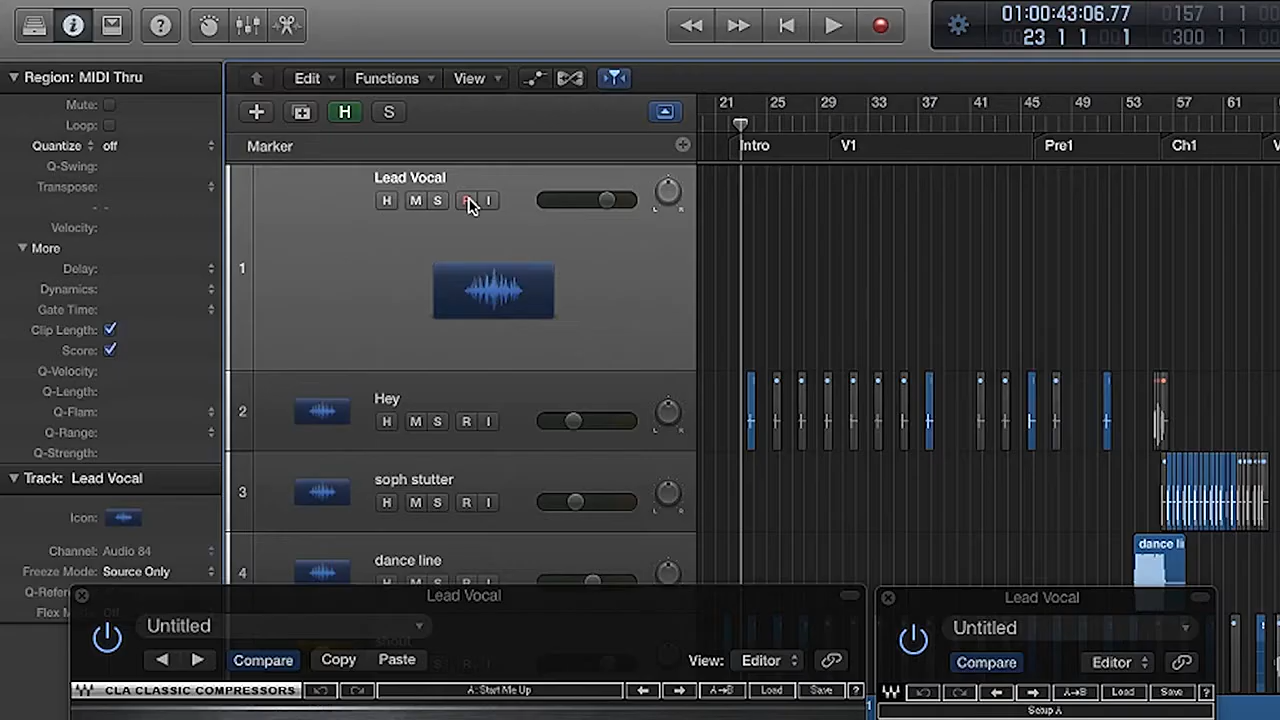 01:00:43:06.77
0157 1 1
0023 1 1 001
0300 1 1
Region: MIDI Thru
Mute:
Loop:
Quantize off
Q-Swing:
Transpose:
- -
Velocity:
More
Delay:
Dynamics:
Gate Time:
Clip Length:
Score:
Q-Velocity:
Q-Length:
Q-Flam:
Q-Range:
Q-Strength:
Track: Lead Vocal
Icon:
Channel: Audio 84
Freeze Mode: Source Only
Edit Functions View
H S
Marker
21 25 29 33 37 41 45 49 53 57 61
Intro V1 Pre1 Ch1
1
Lead Vocal
H M S R I
L R
2
Hey
H M S R I
L R
3
soph stutter
H M S R I
L R
4
dance line
H M S R I
dance li
Lead Vocal
Untitled
Compare Copy Paste
View: Editor
CLA CLASSIC COMPRESSORS
A: Start Me Up
A→B Load Save ?
Lead Vocal
Untitled
Compare
Editor
A→B Load Save ?
Setup A